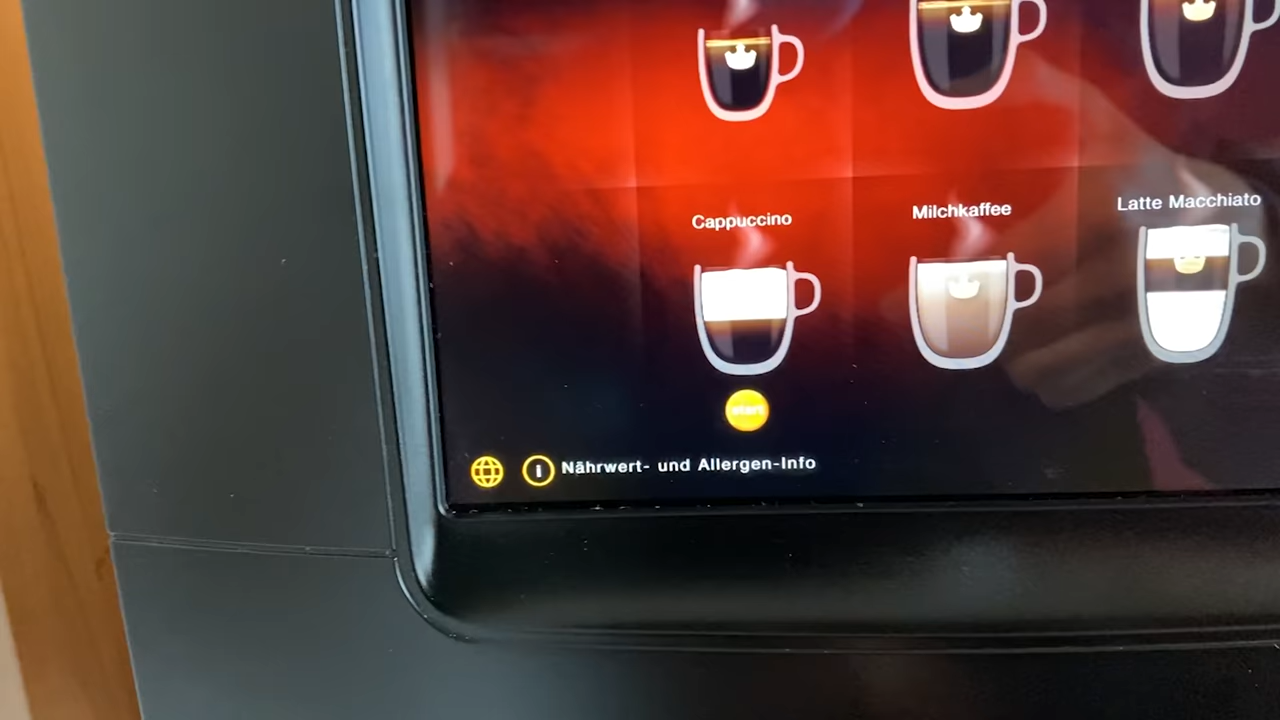 Cappuccino
Milchkaffee
Latte Macchiato
start
Nährwert- und Allergen-Info